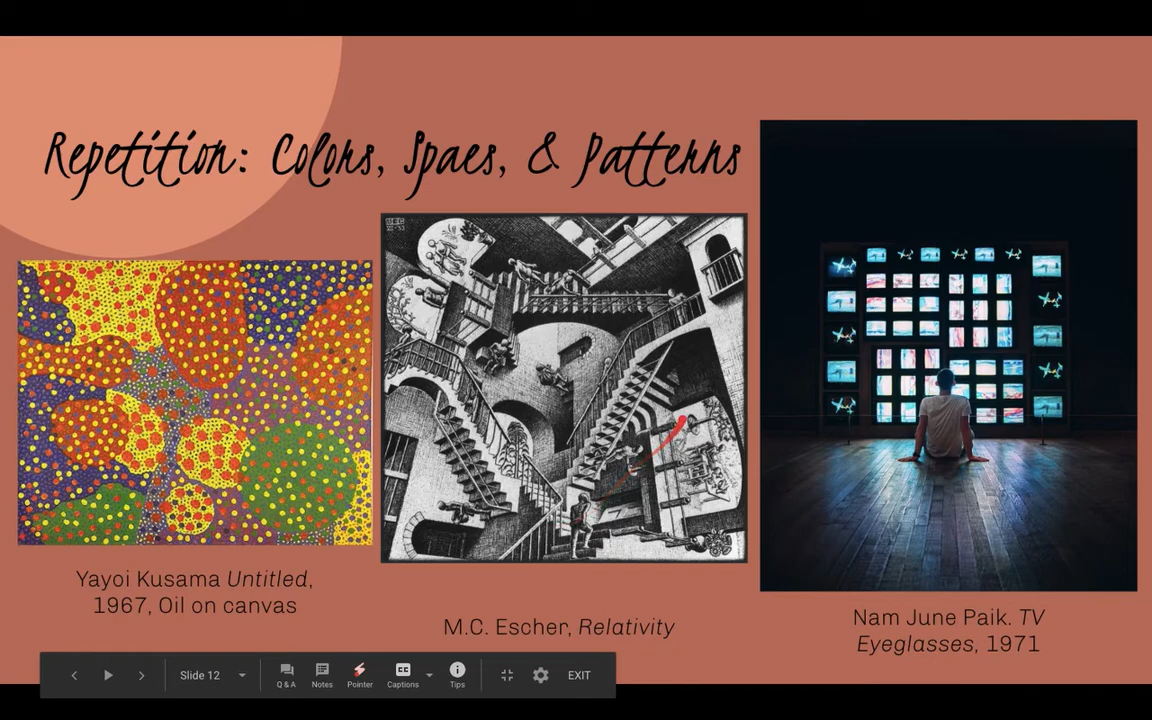 Repetition: Colors, Spaes, & Patterns
Yayoi Kusama Untitled,
1967, Oil on canvas
M.C. Escher, Relativity
Nam June Paik. TV
Eyeglasses, 1971
Slide 12
Q & A
Notes
Pointer
CC
Captions
Tips
EXIT